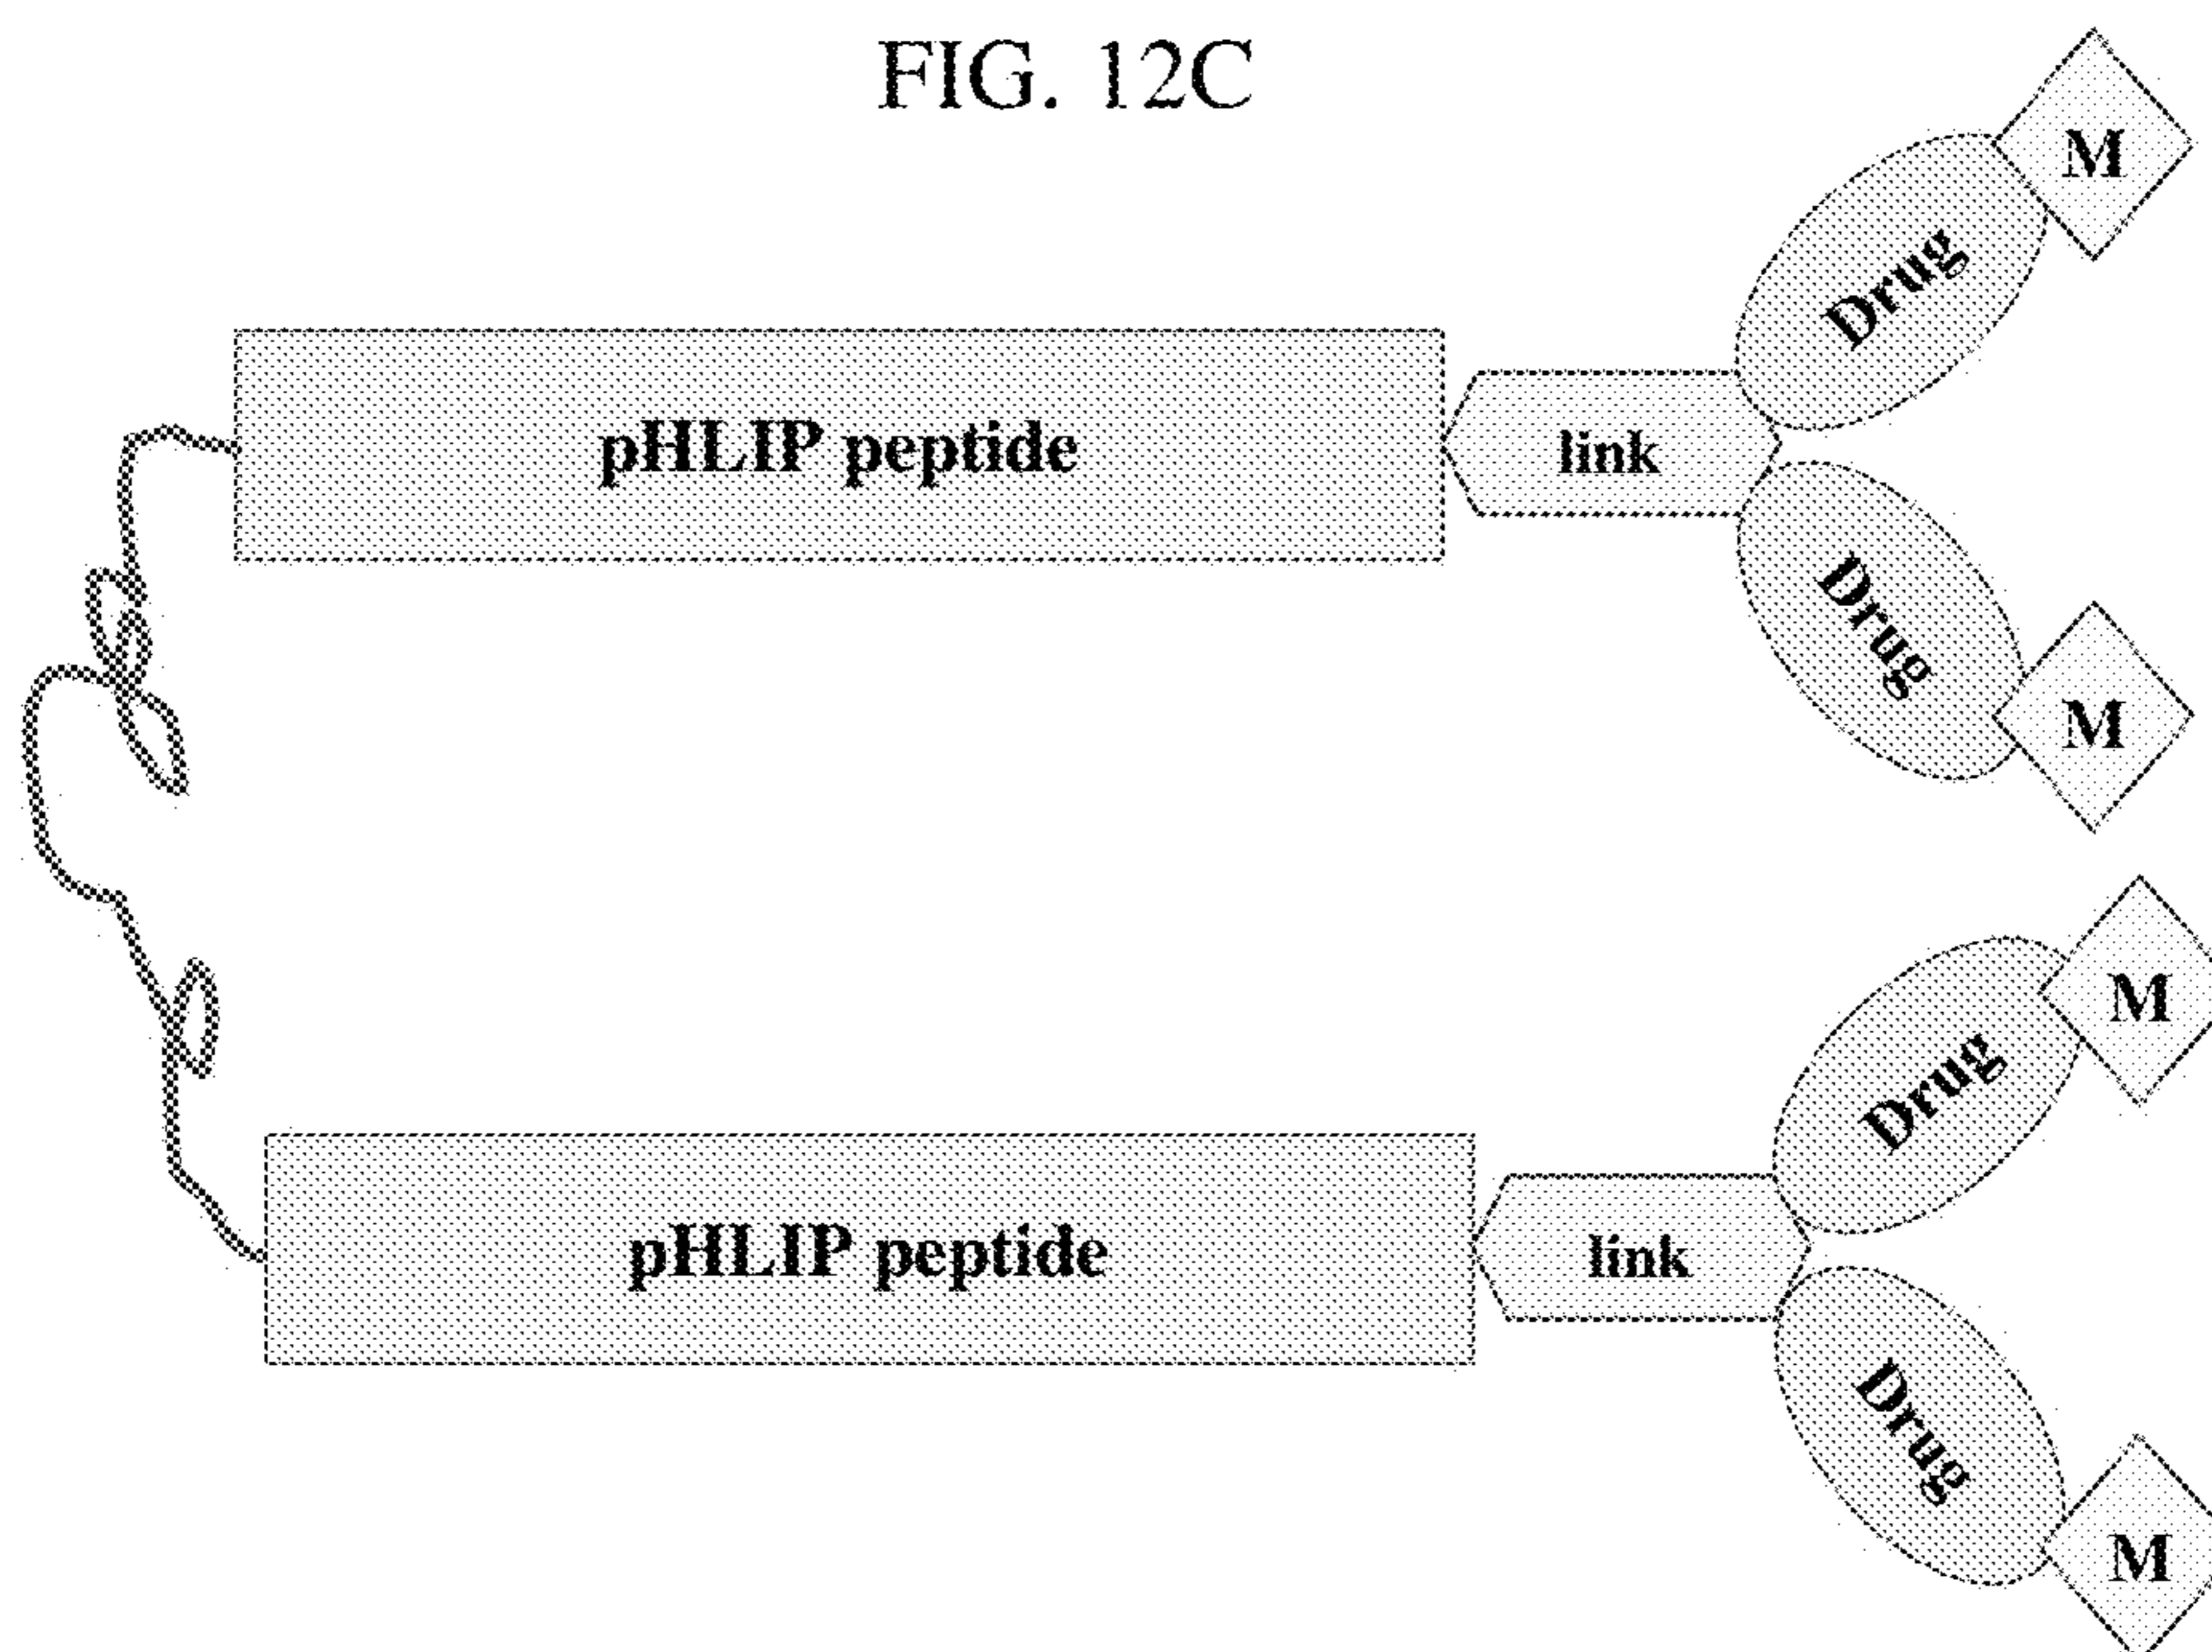 FIG. 12C
M
Drug
pHLIP peptide
link
Drug
M
M
Drug
pHLIP peptide
link
Drug
M